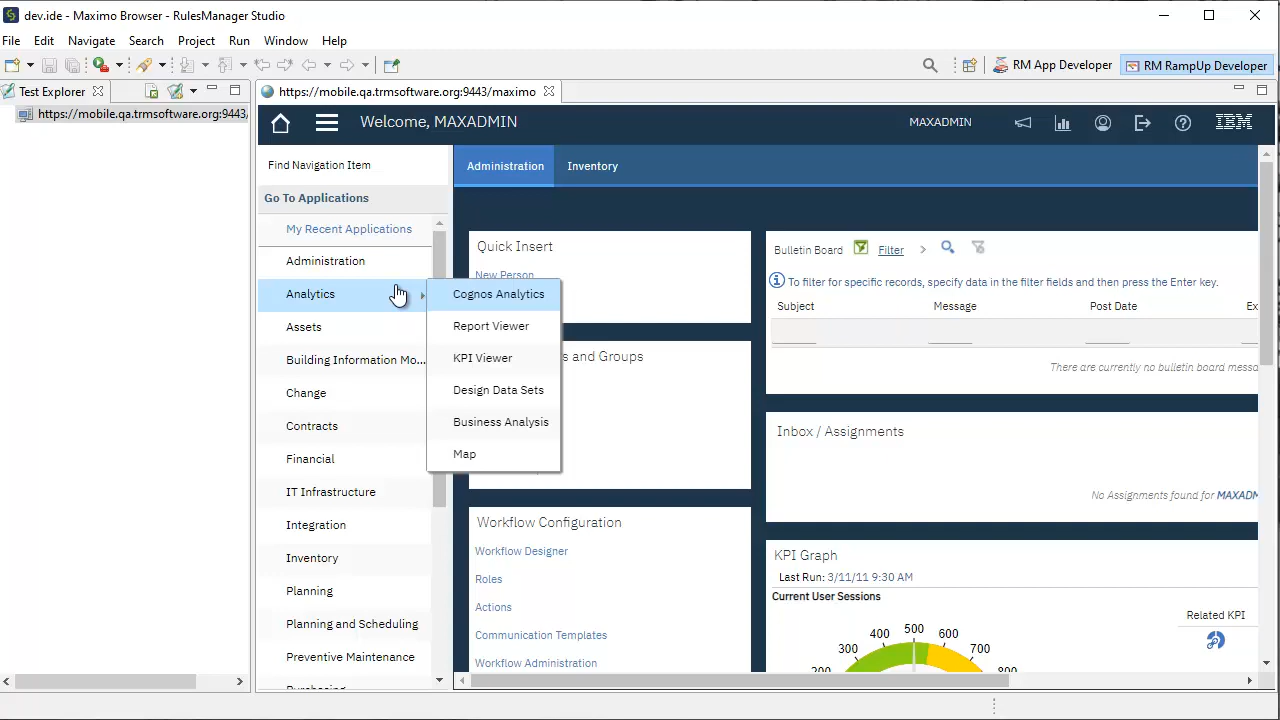 dev.ide - Maximo Browser - RulesManager Studio
File Edit Navigate Search Project Run Window Help
RM App Developer RM RampUp Developer
Test Explorer
https://mobile.qa.trmsoftware.org:9443/maximo
https://mobile.qa.trmsoftware.org:9443/
Welcome, MAXADMIN
MAXADMIN
IBM
Find Navigation Item
Administration
Inventory
Go To Applications
My Recent Applications
Administration
Analytics
Assets
Building Information Mo...
Change
Contracts
Financial
IT Infrastructure
Integration
Inventory
Planning
Planning and Scheduling
Preventive Maintenance
Cognos Analytics
Report Viewer
KPI Viewer
Design Data Sets
Business Analysis
Map
Quick Insert
New Person
s and Groups
Workflow Configuration
Workflow Designer
Roles
Actions
Communication Templates
Workflow Administration
Bulletin Board Filter
To filter for specific records, specify data in the filter fields and then press the Enter key.
Subject Message Post Date Ex
There are currently no bulletin board messa
Inbox / Assignments
No Assignments found for MAXADM
KPI Graph
Last Run: 3/11/11 9:30 AM
Current User Sessions
Related KPI
200 300 400 500 600 700 800